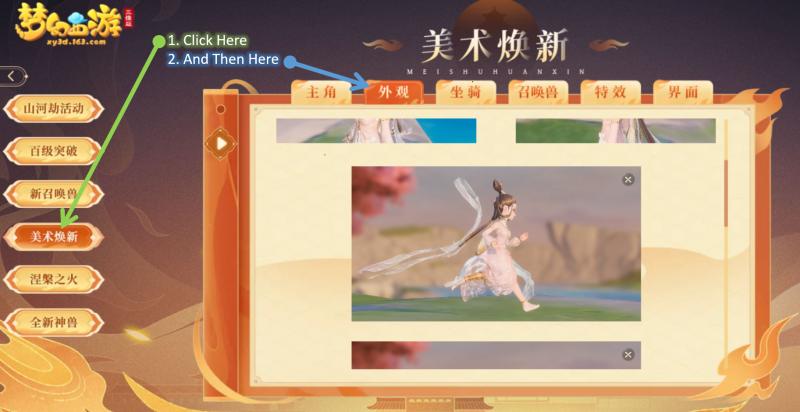 梦幻西游
三维版
xy3d.163.com
1. Click Here
2. And Then Here
美术焕新
MEISHUHUANXIN
主角
外观
坐骑
召唤兽
特效
界面
山河劫活动
百级突破
新召唤兽
美术焕新
涅槃之火
全新神兽